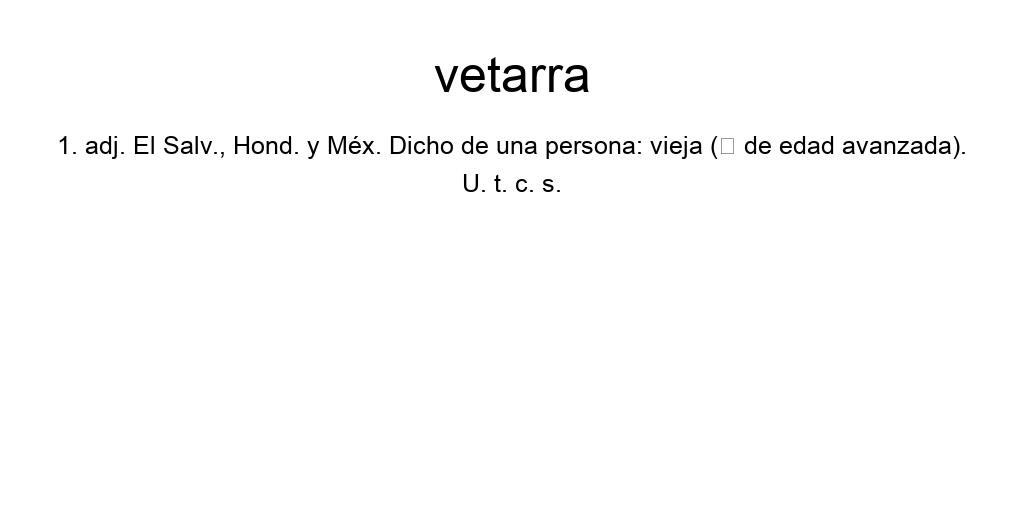 vetarra
1. adj. El Salv., Hond. y Méx. Dicho de una persona: vieja (□ de edad avanzada).
U. t. c. s.